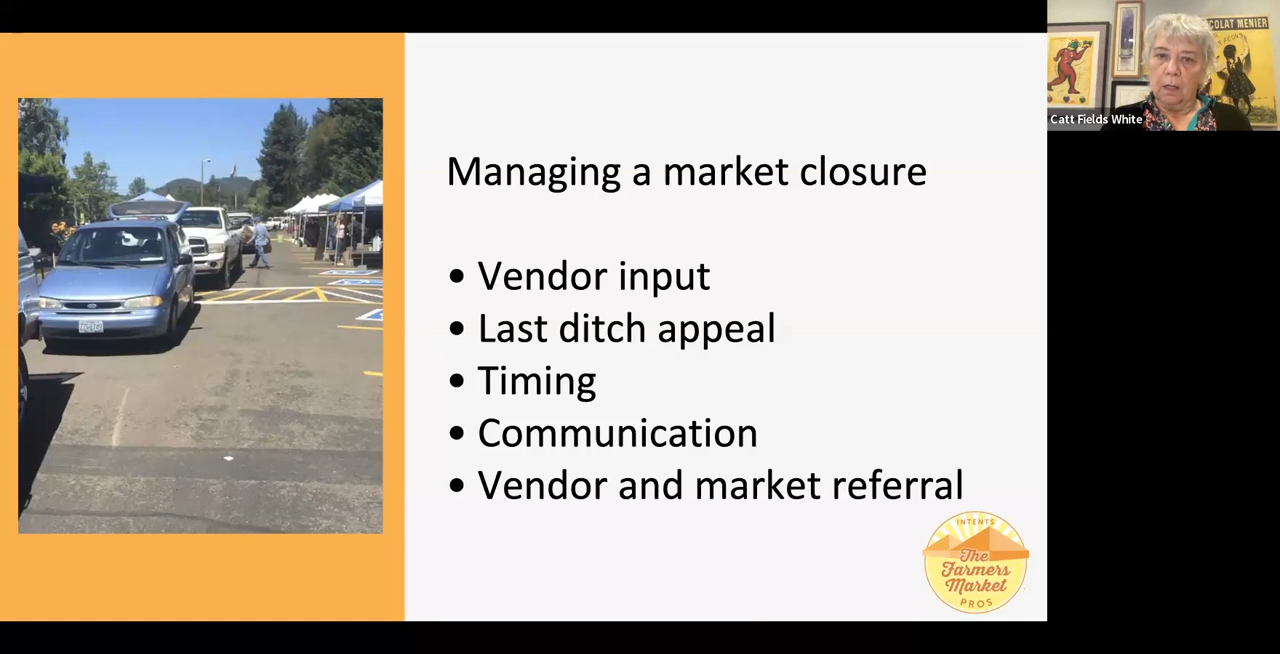 Managing a market closure
• Vendor input
• Last ditch appeal
• Timing
• Communication
• Vendor and market referral
INTENTS
The
Farmers
Market
PROS
COLAT MENIER
Catt Fields White